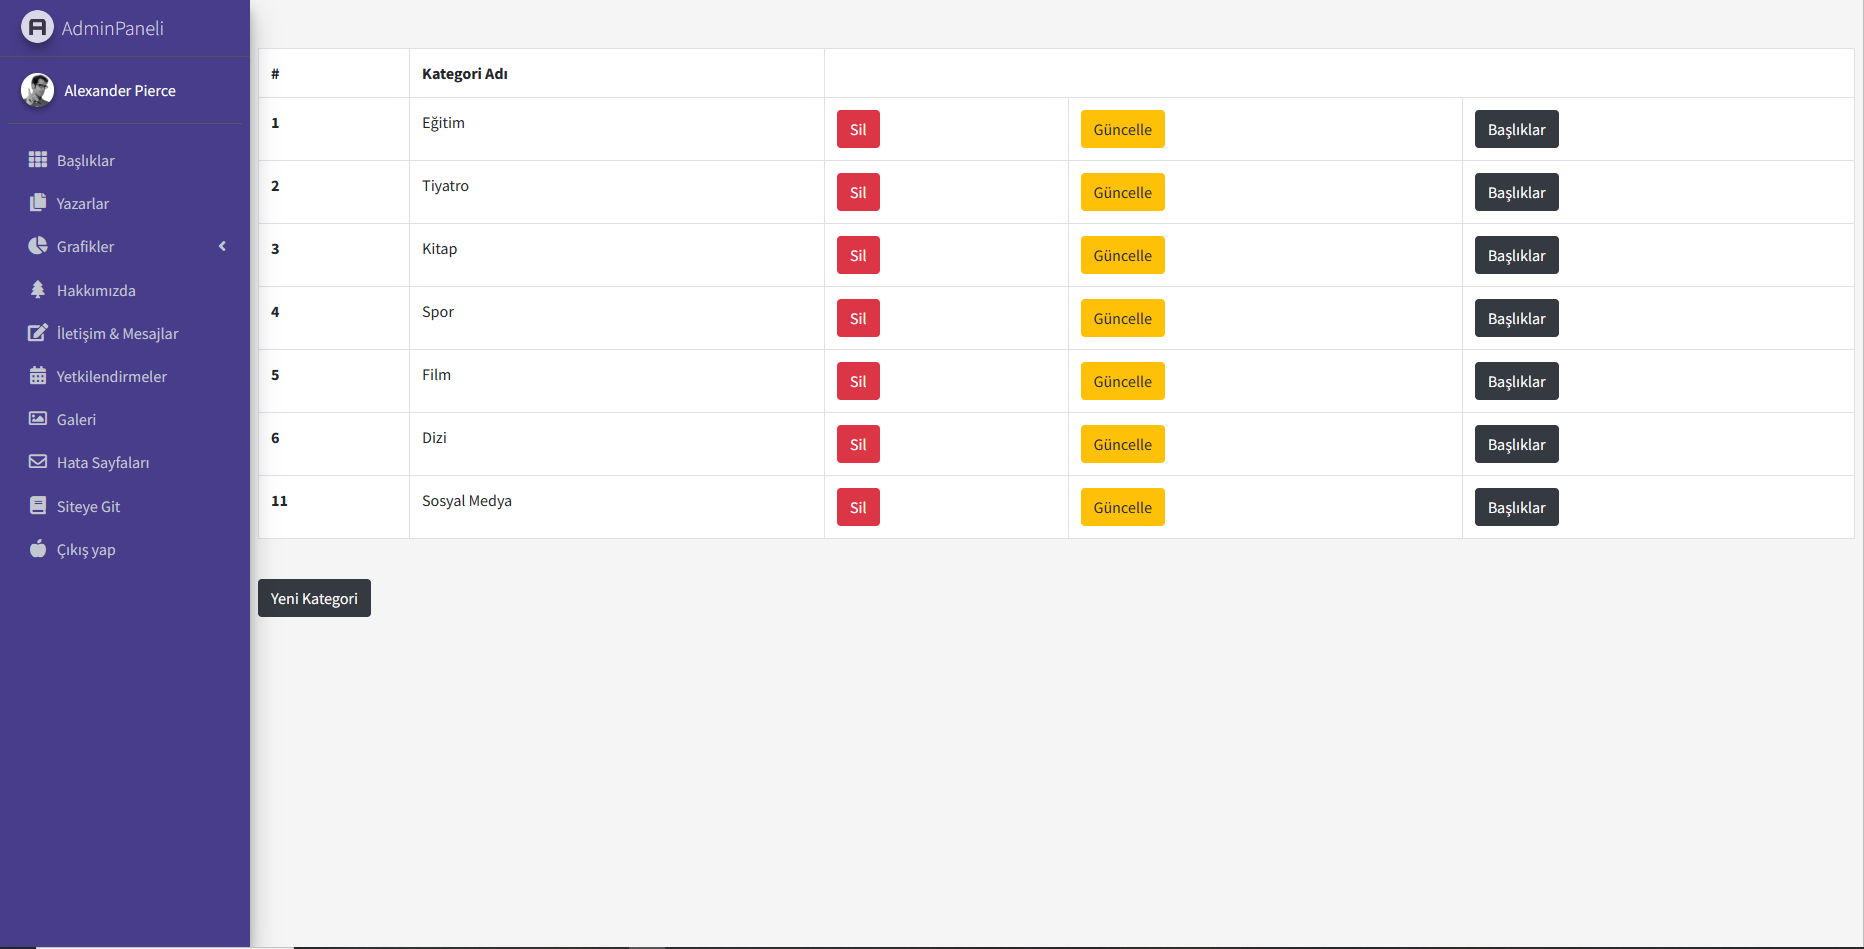 AdminPaneli
Alexander Pierce
Başlıklar
Yazarlar
Grafikler
Hakkımızda
İletişim & Mesajlar
Yetkilendirmeler
Galeri
Hata Sayfaları
Siteye Git
Çıkış yap
# Kategori Adı
1 Eğitim Sil Güncelle Başlıklar
2 Tiyatro Sil Güncelle Başlıklar
3 Kitap Sil Güncelle Başlıklar
4 Spor Sil Güncelle Başlıklar
5 Film Sil Güncelle Başlıklar
6 Dizi Sil Güncelle Başlıklar
11 Sosyal Medya Sil Güncelle Başlıklar
Yeni Kategori